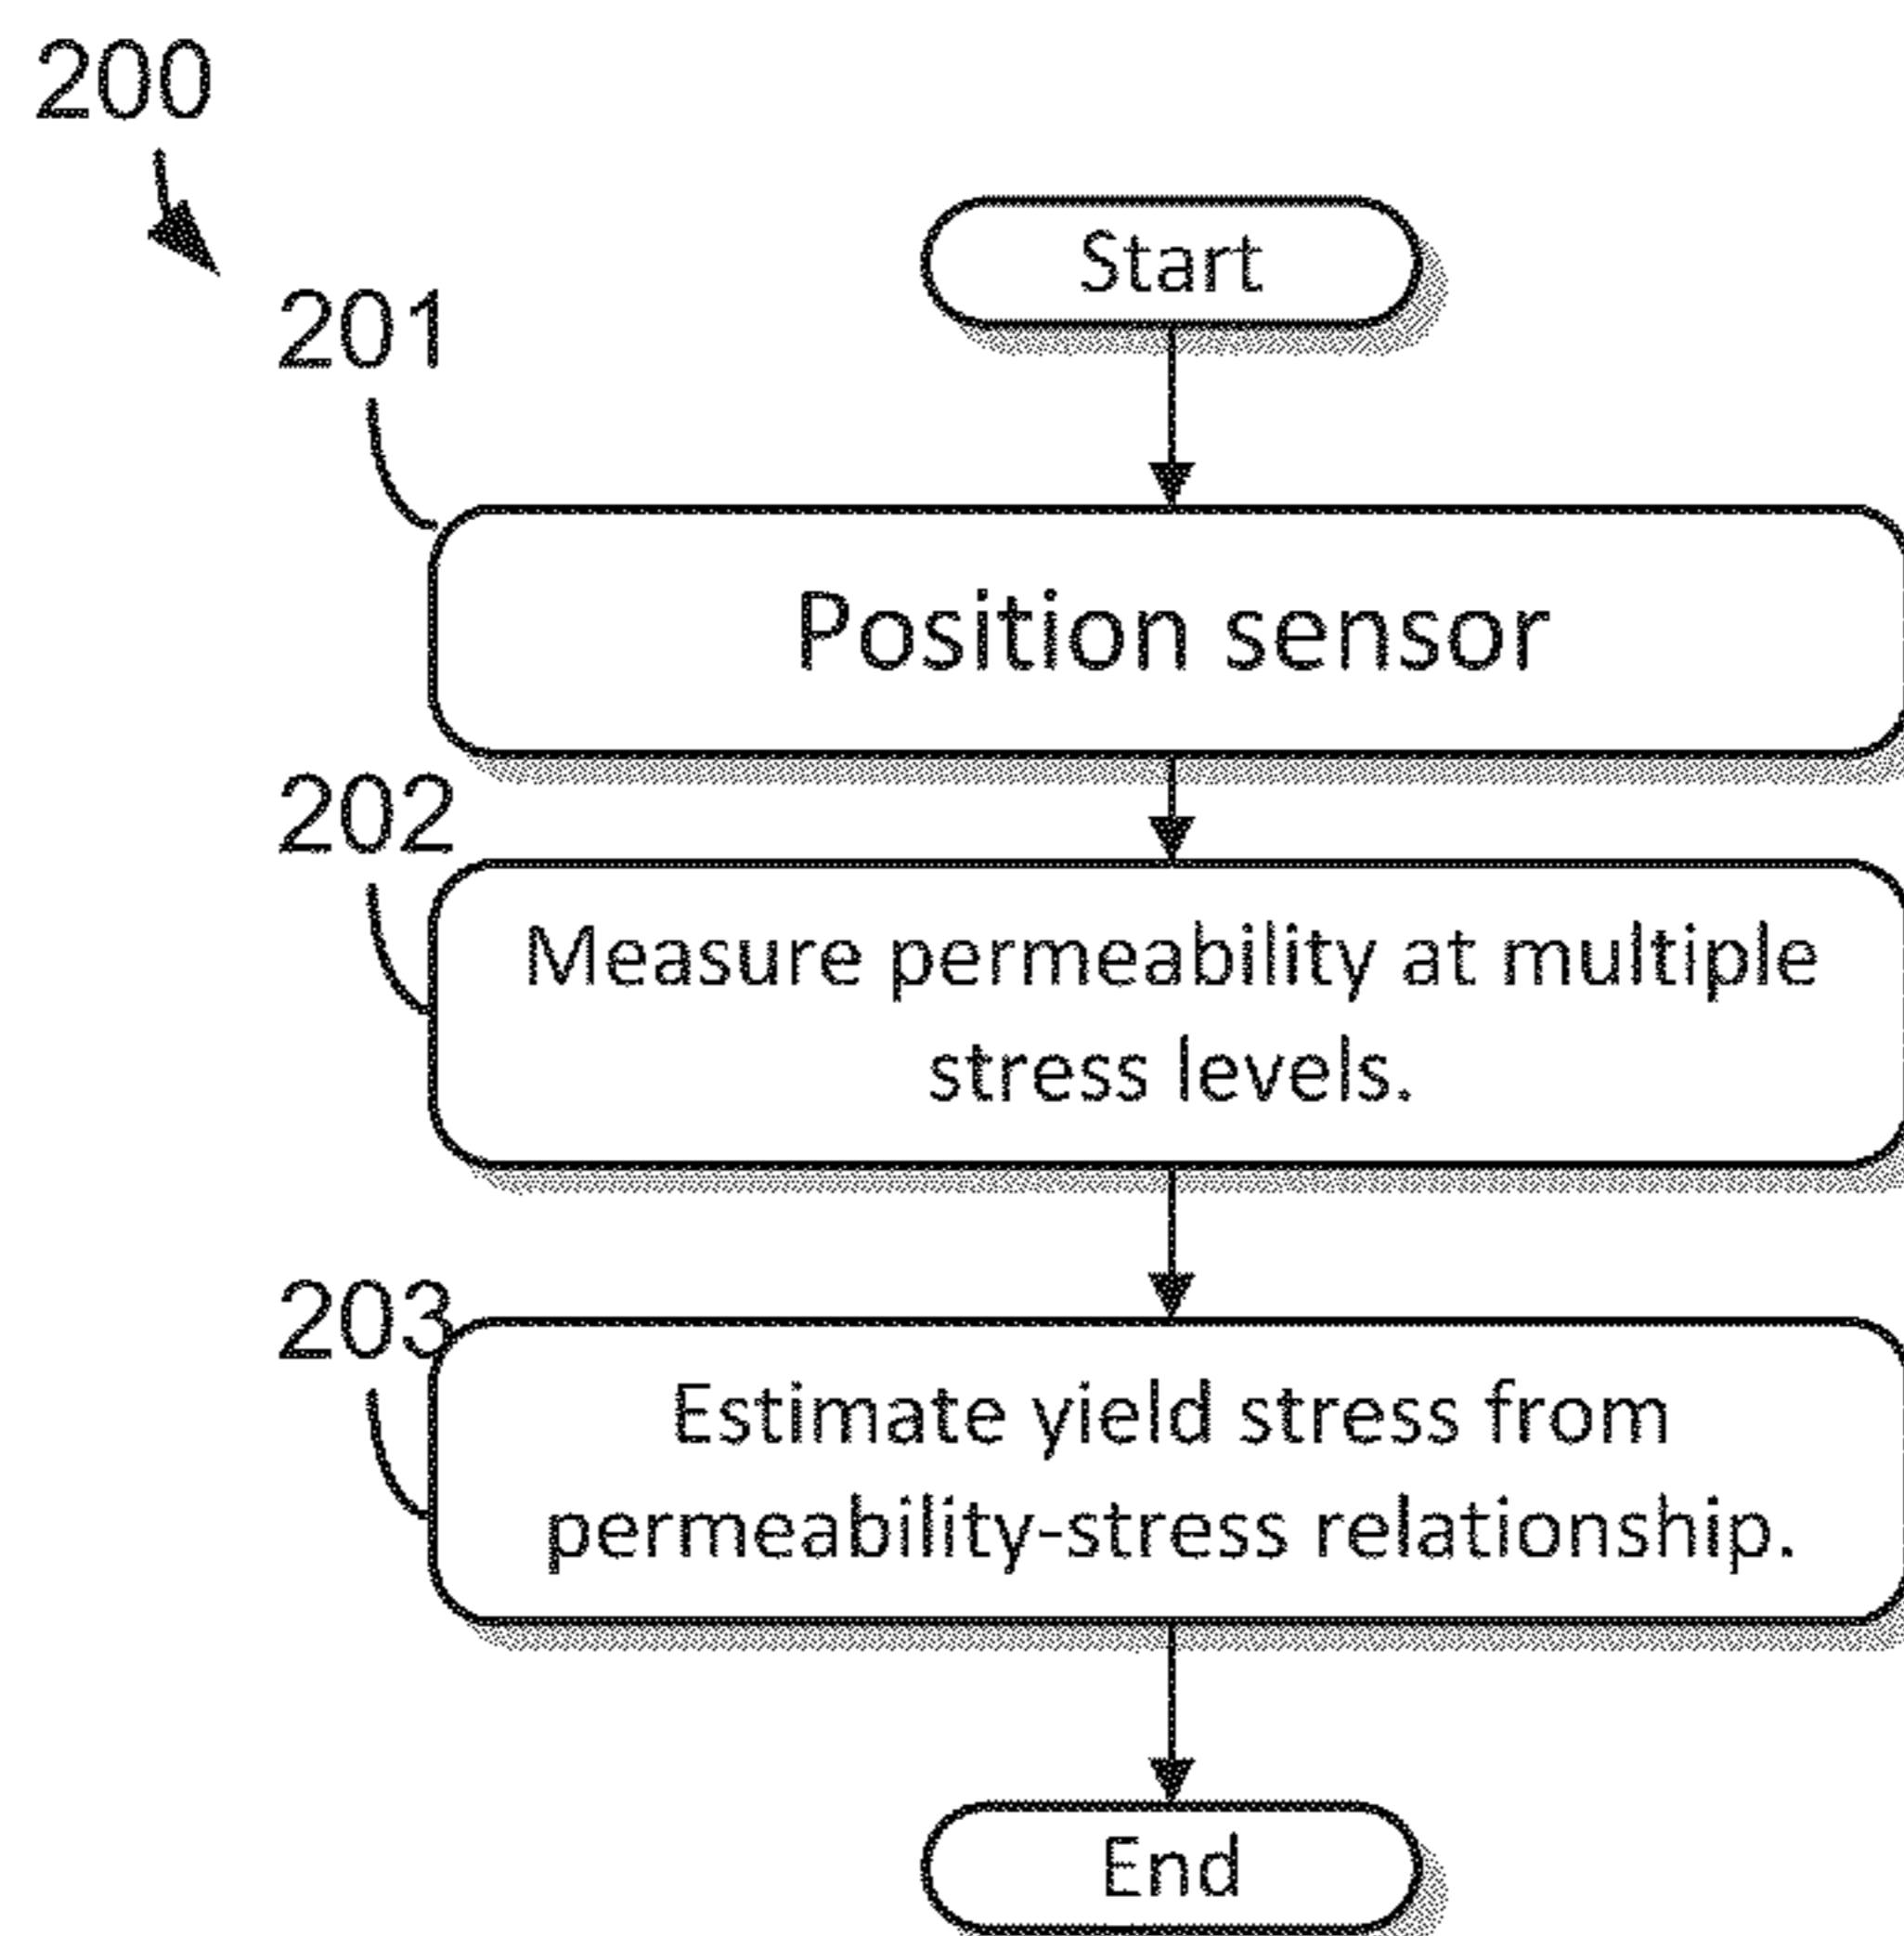 200
Start
201
Position sensor
202
Measure permeability at multiple
stress levels.
203
Estimate yield stress from
permeability-stress relationship.
End